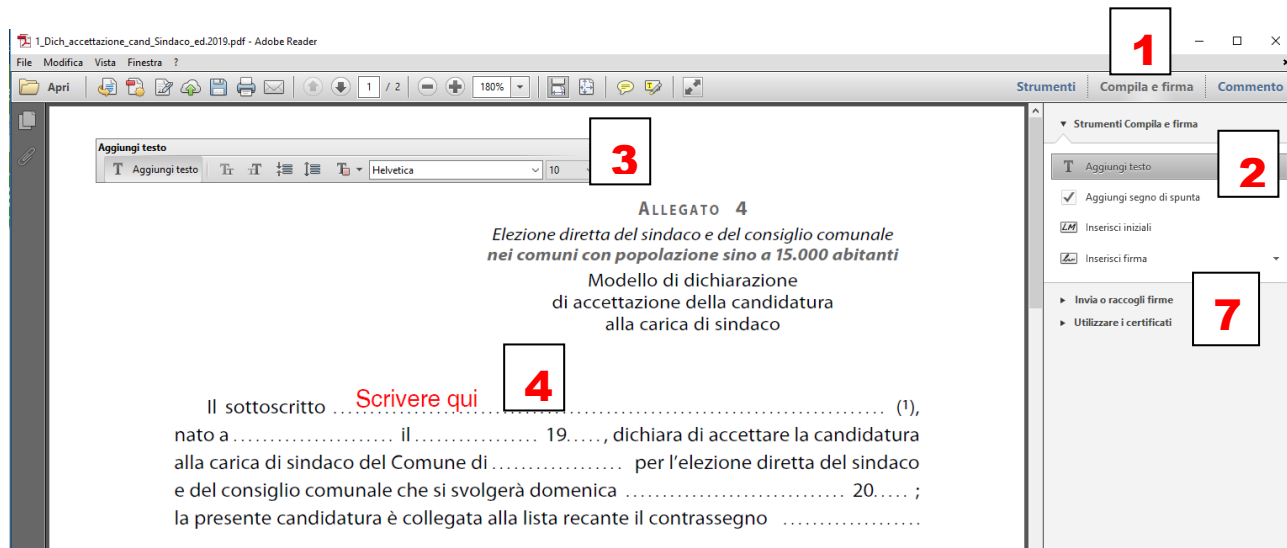 1_Dich_accettazione_cand_Sindaco_ed.2019.pdf - Adobe Reader
1
File Modifica Vista Finestra ?
Apri 1 / 2 180% Strumenti Compila e firma Commento
Strumenti Compila e firma
Aggiungi testo
T Aggiungi testo Helvetica 10
3
T Aggiungi testo
2
Aggiungi segno di spunta
LM Inserisci iniziali
Inserisci firma
Invia o raccogli firme
Utilizzare i certificati
7
ALLEGATO 4
Elezione diretta del sindaco e del consiglio comunale
nei comuni con popolazione sino a 15.000 abitanti
Modello di dichiarazione
di accettazione della candidatura
alla carica di sindaco
4
Il sottoscritto ... Scrivere qui ........................................ (1),
nato a ...................... il ................. 19....., dichiara di accettare la candidatura
alla carica di sindaco del Comune di .................. per l'elezione diretta del sindaco
e del consiglio comunale che si svolgerà domenica ............................. 20..... ;
la presente candidatura è collegata alla lista recante il contrassegno ...................